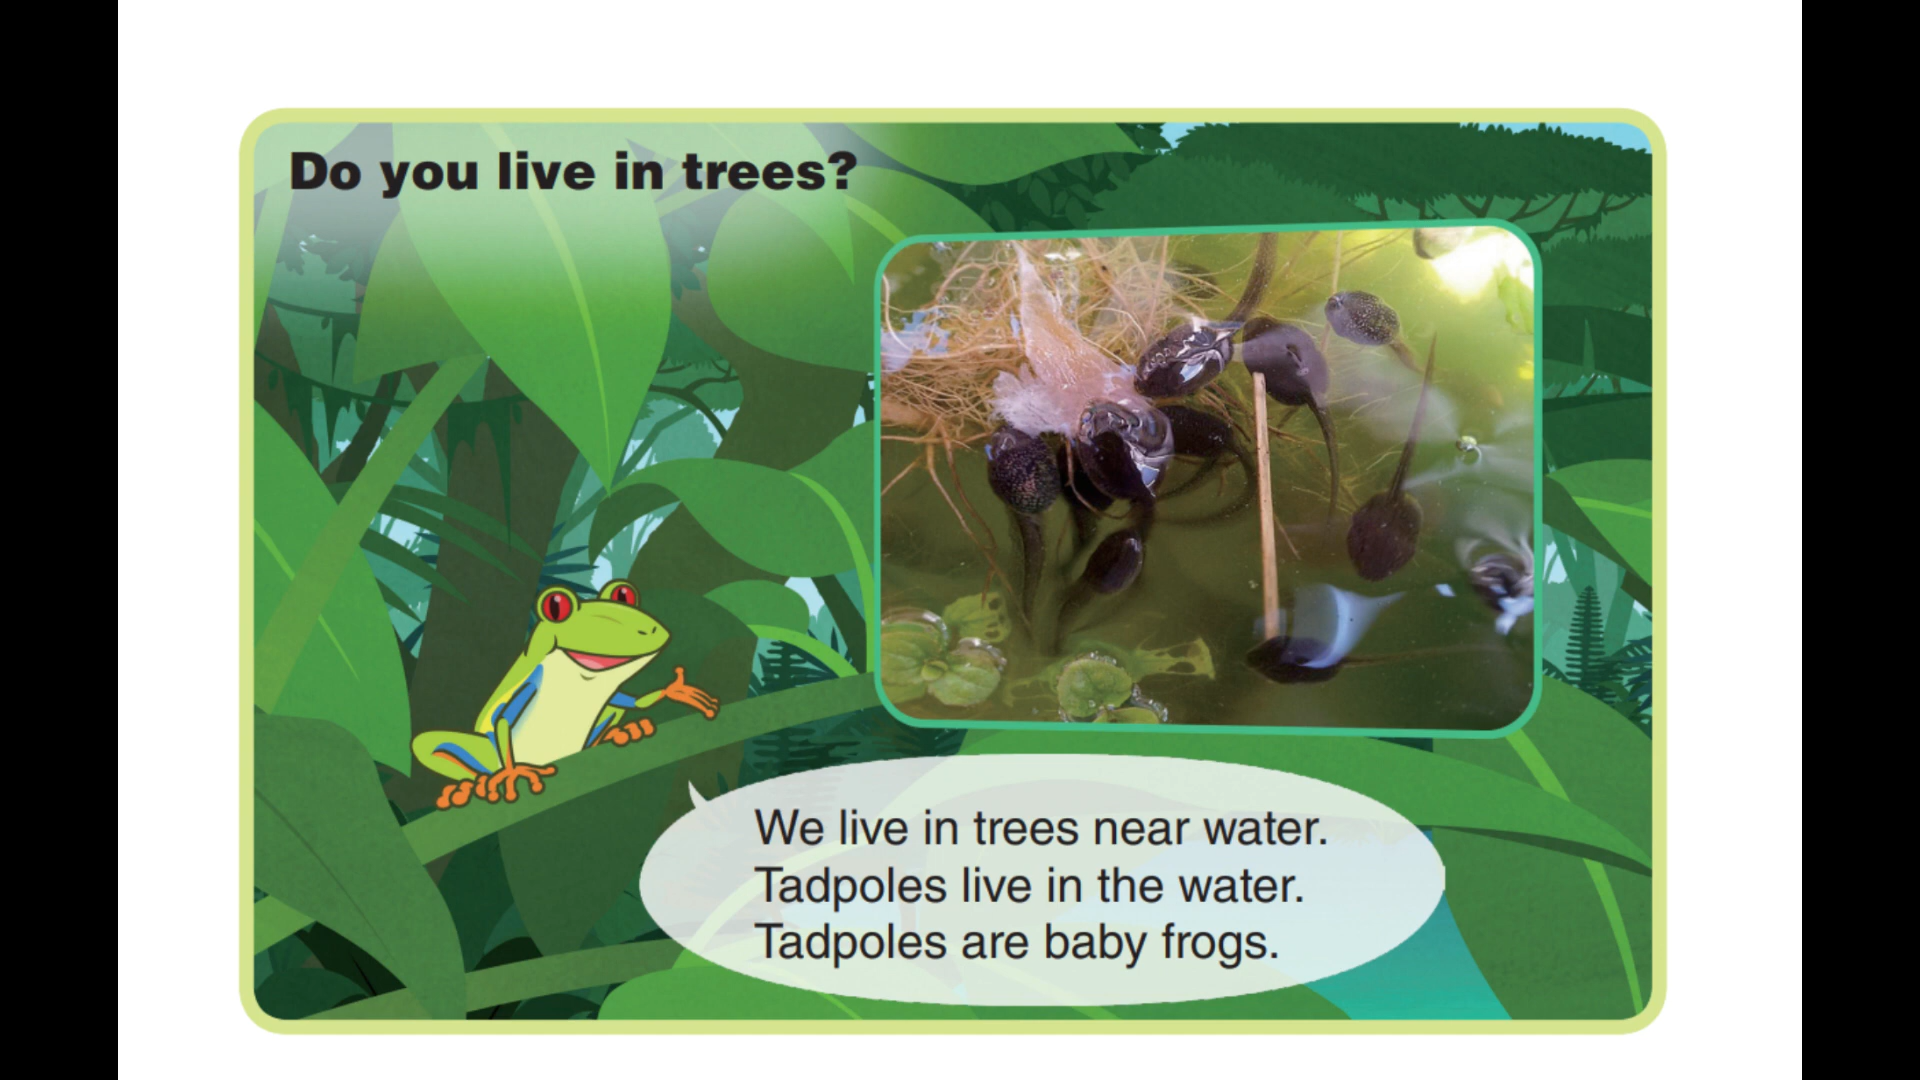 Do you live in trees?
We live in trees near water.
Tadpoles live in the water.
Tadpoles are baby frogs.